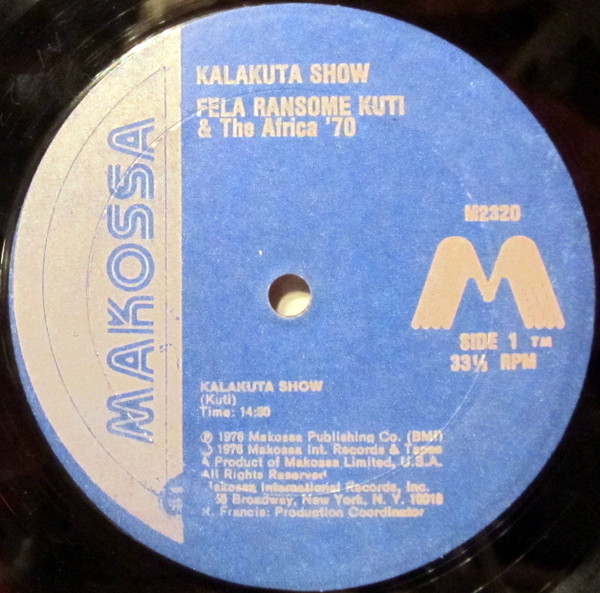 MAKOSSA
KALAKUTA SHOW
FELA RANSOME KUTI
& The Africa '70
M2320
SIDE 1 TM
33⅓ RPM
KALAKUTA SHOW
(Kuti)
Time: 14:30
Ⓟ 1976 Makossa Publishing Co. (BMI)
1976 Makossa Int. Records & Tapes
A Product of Makossa Limited, U.S.A.
All Rights Reserved
Makossa International Records, Inc.
Broadway, New York, N. Y. 10019
Francis: Production Coordinator